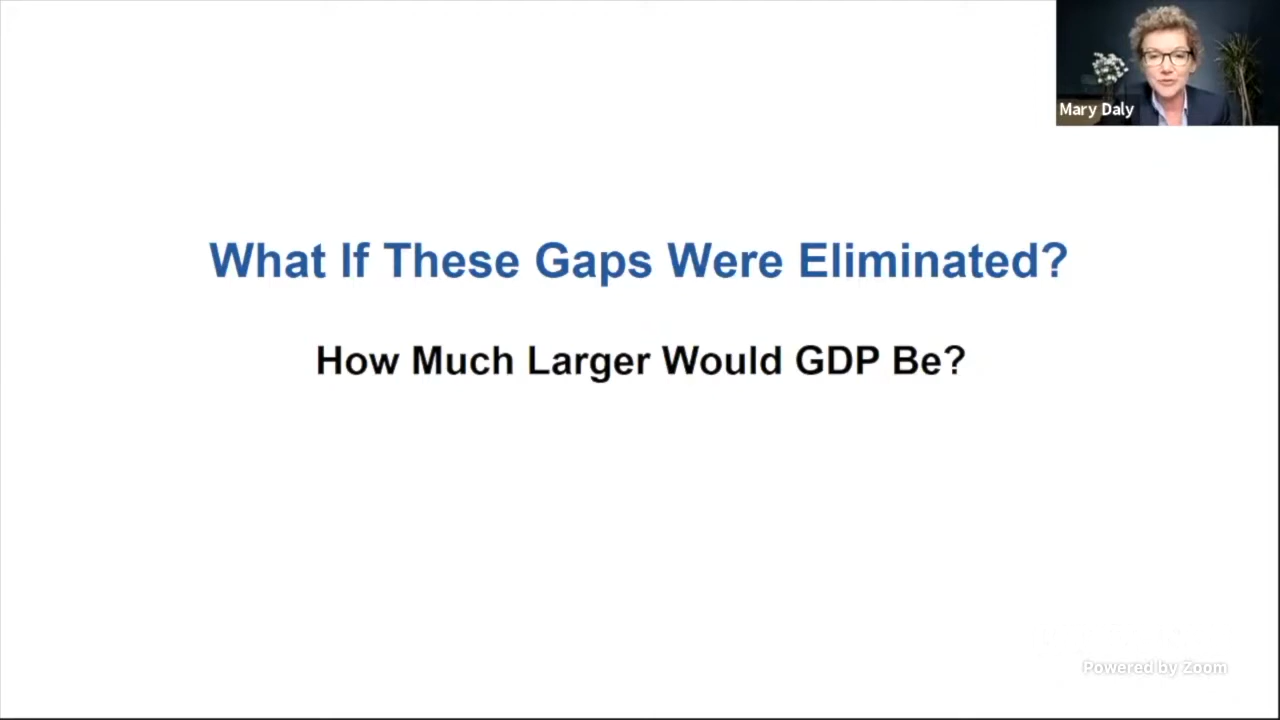 Mary Daly
What If These Gaps Were Eliminated?
How Much Larger Would GDP Be?
Powered by Zoom